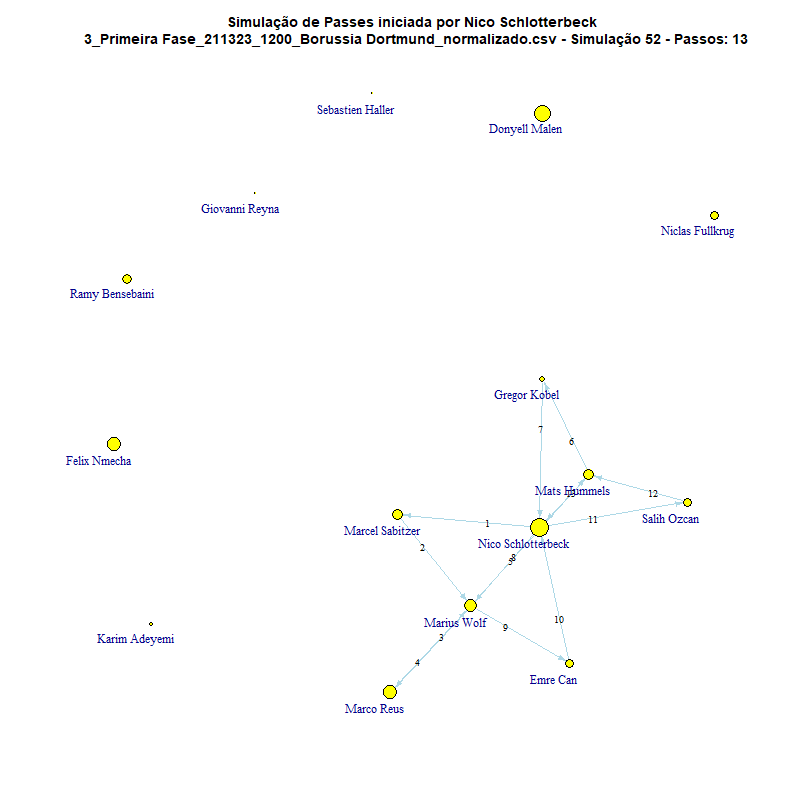 Simulação de Passes iniciada por Nico Schlotterbeck
3_Primeira Fase_211323_1200_Borussia Dortmund_normalizado.csv - Simulação 52 - Passos: 13
Sebastien Haller
Donyell Malen
Giovanni Reyna
Niclas Fullkrug
Ramy Bensebaini
Gregor Kobel
7
6
Felix Nmecha
Mats Hummels
12
Salih Ozcan
Marcel Sabitzer
1
11
Nico Schlotterbeck
2
8
Marius Wolf
9
10
Karim Adeyemi
3
4
Emre Can
Marco Reus